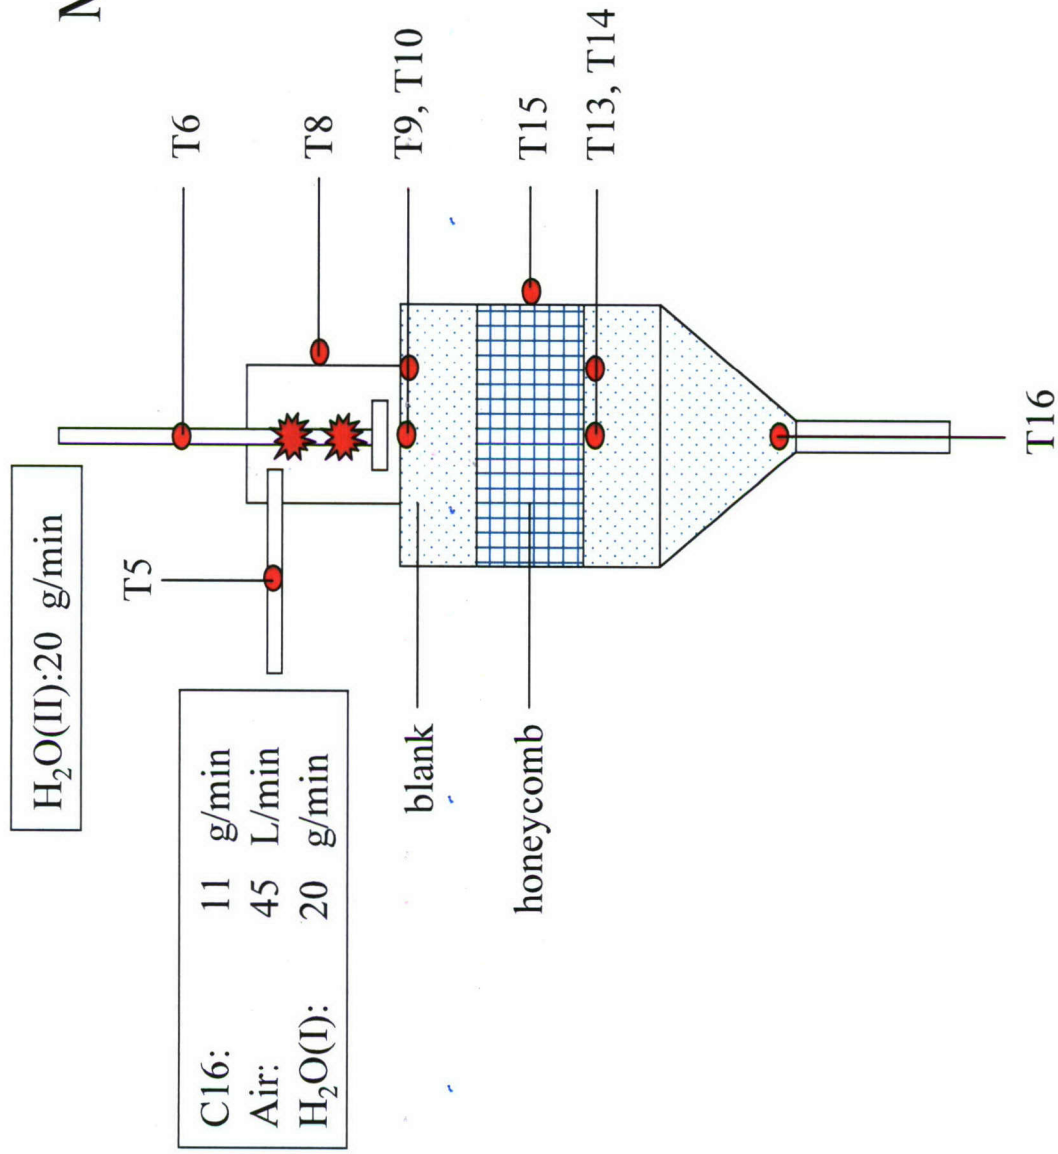 H₂O(II):20 g/min
C16: 11 g/min
Air: 45 L/min
H₂O(I): 20 g/min
T5
T6
T8
T9, T10
blank
T15
honeycomb
T13, T14
T16